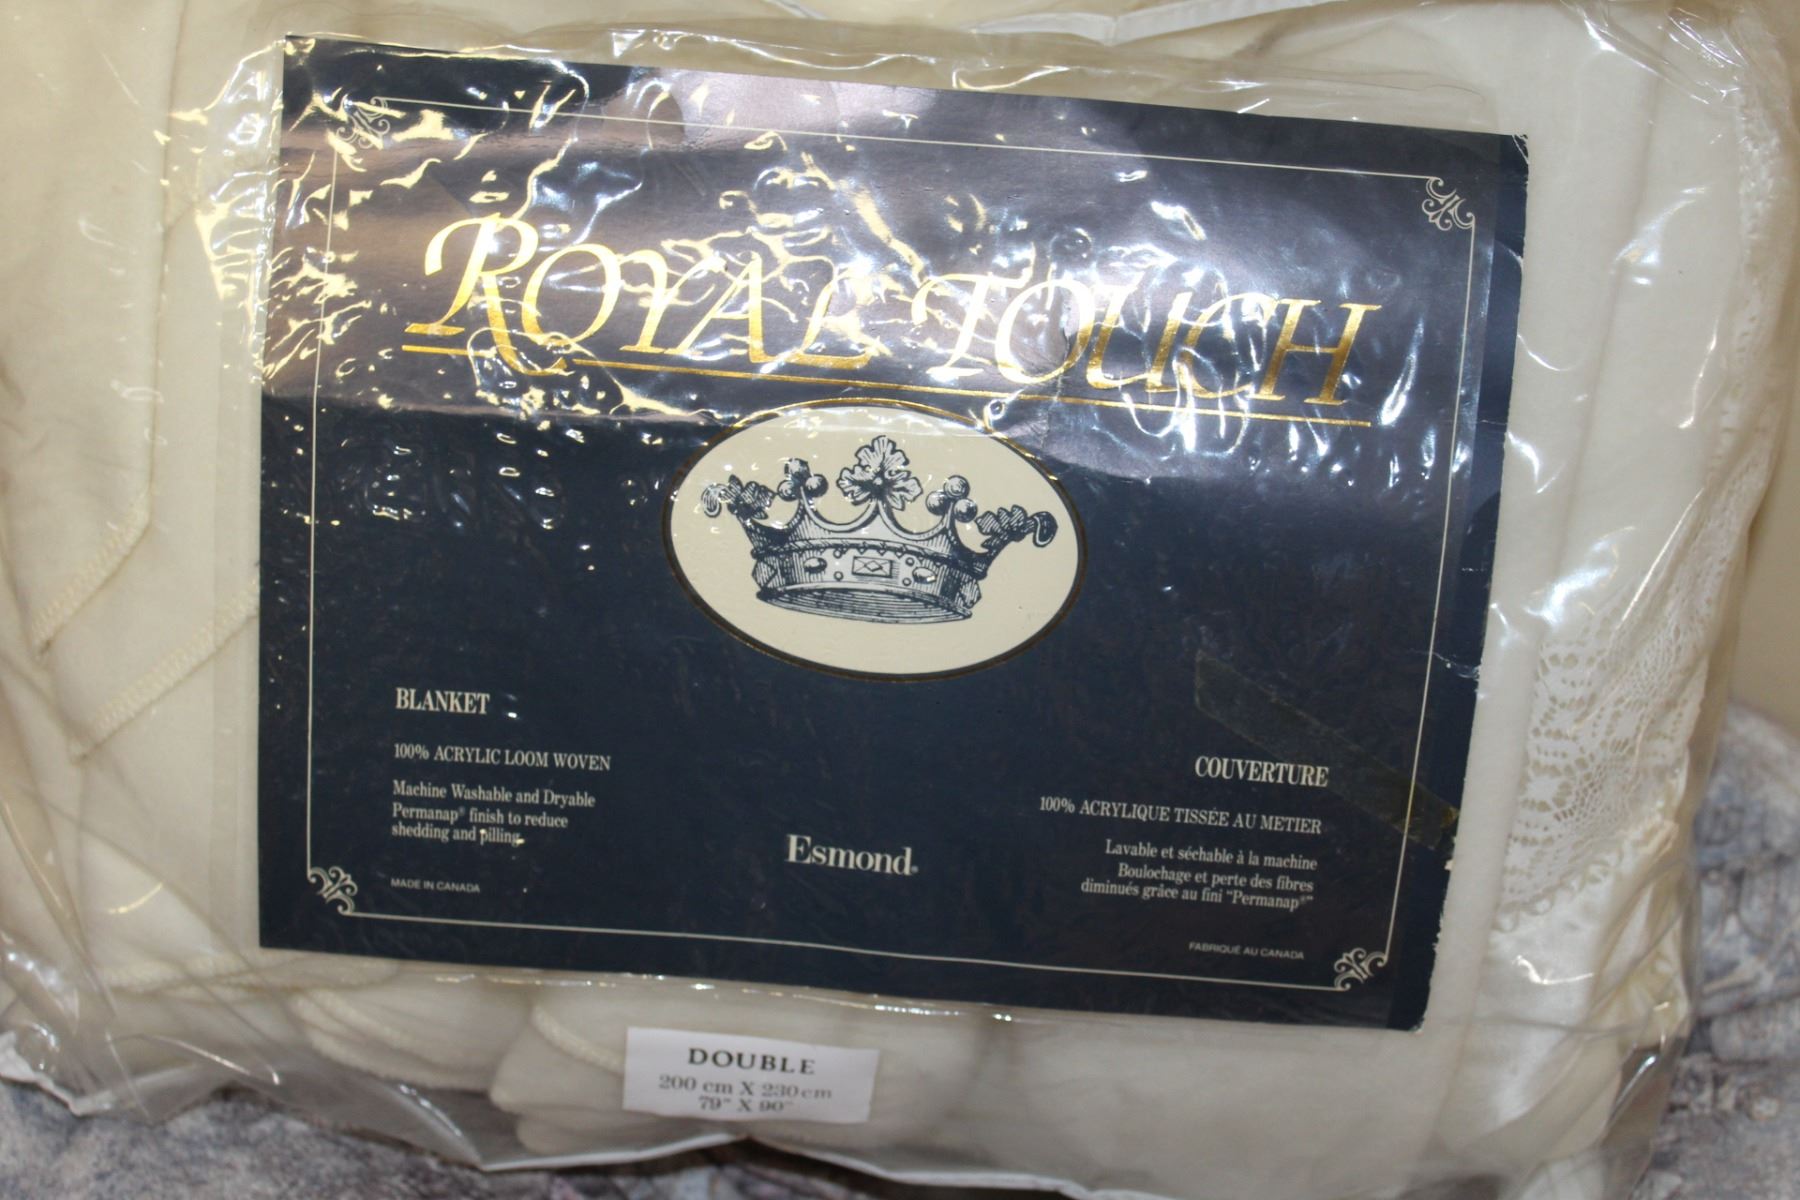 ROYAL TOUCH
BLANKET
100% ACRYLIC LOOM WOVEN
Machine Washable and Dryable
Permanap® finish to reduce
shedding and pilling.
MADE IN CANADA
Esmond®
COUVERTURE
100% ACRYLIQUE TISSÉE AU METIER
Lavable et séchable à la machine
Boulochage et perte des fibres
diminués grâce au fini "Permanap®"
FABRIQUÉ AU CANADA
DOUBLE
200 cm X 230 cm
79" X 90"